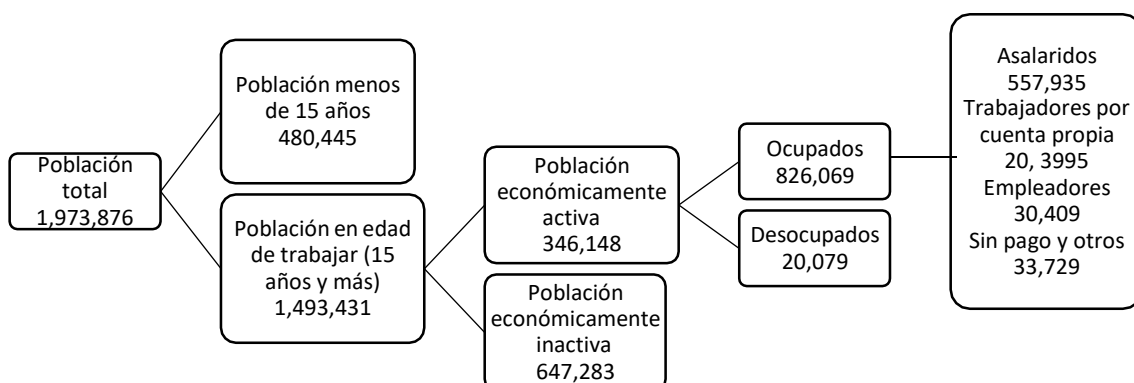 Población
total
1,973,876
Población menos
de 15 años
480,445
Población en edad
de trabajar (15
años y más)
1,493,431
Población
económicamente
activa
346,148
Población
económicamente
inactiva
647,283
Ocupados
826,069
Desocupados
20,079
Asalaridos
557,935
Trabajadores por
cuenta propia
20, 3995
Empleadores
30,409
Sin pago y otros
33,729